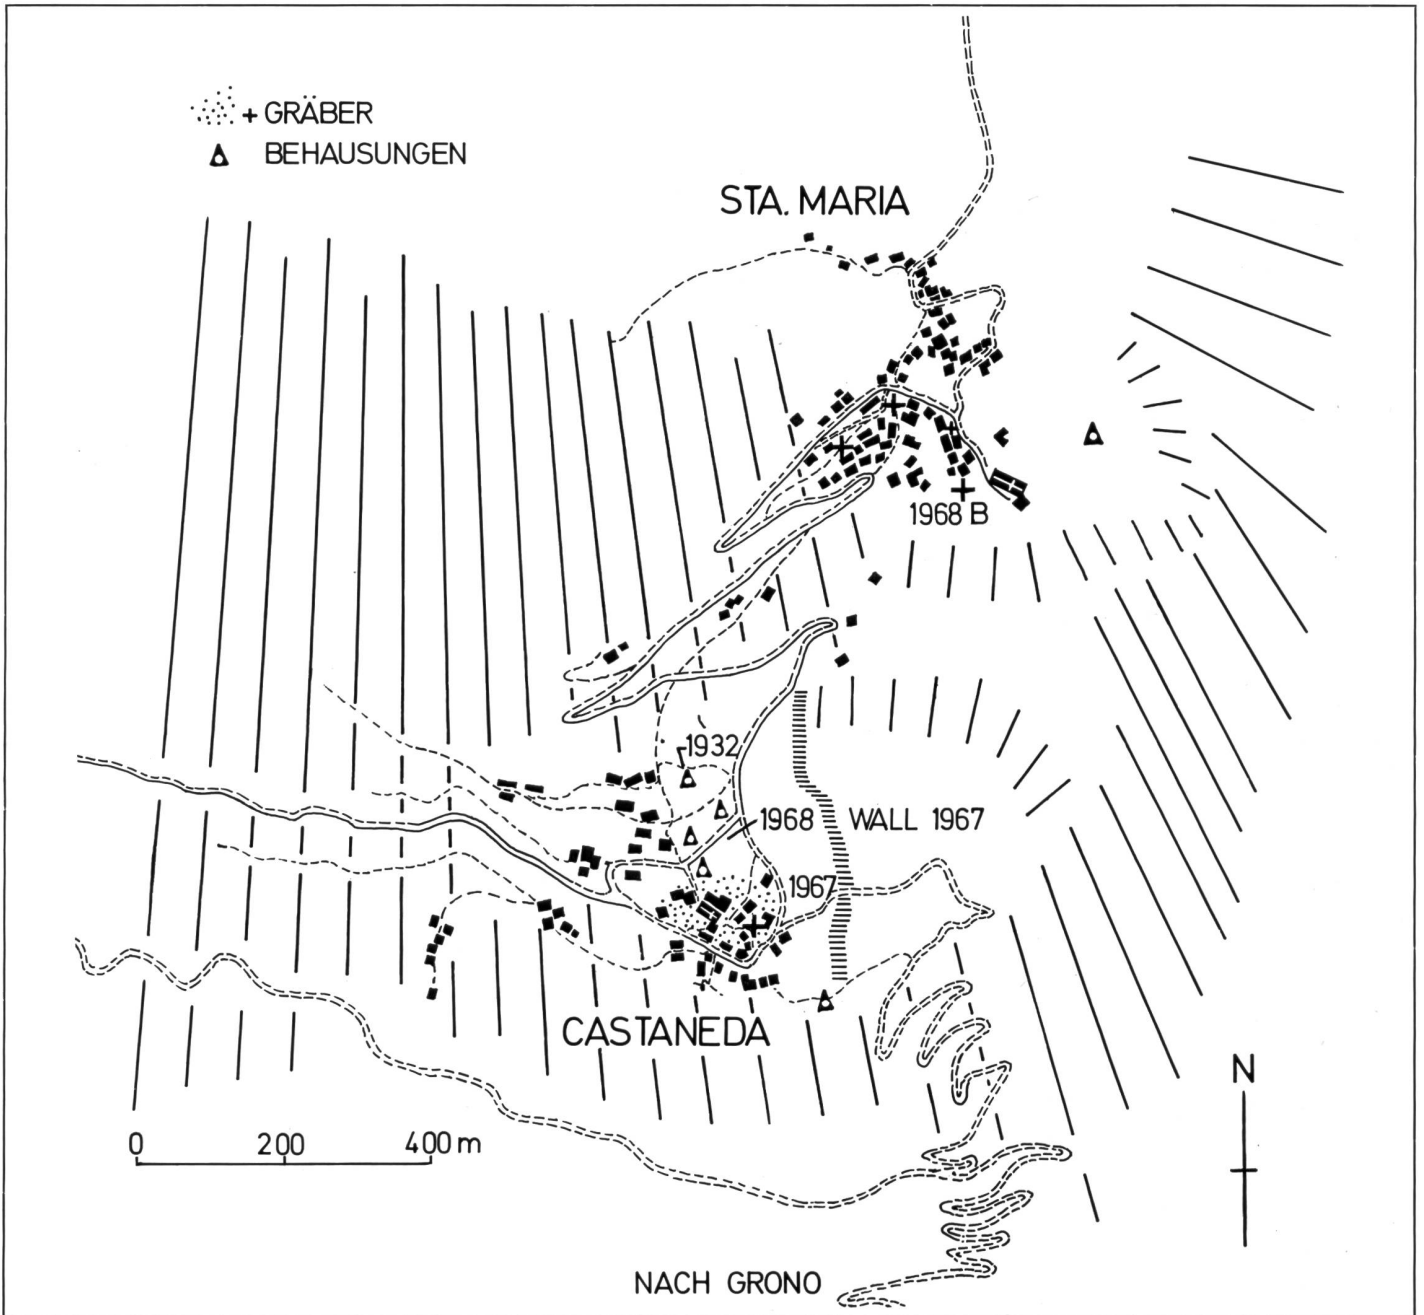 + GRÄBER
BEHAUSUNGEN
STA. MARIA
1968 B
1932
1968
WALL 1967
1967
CASTANEDA
N
0 200 400 m
NACH GRONO